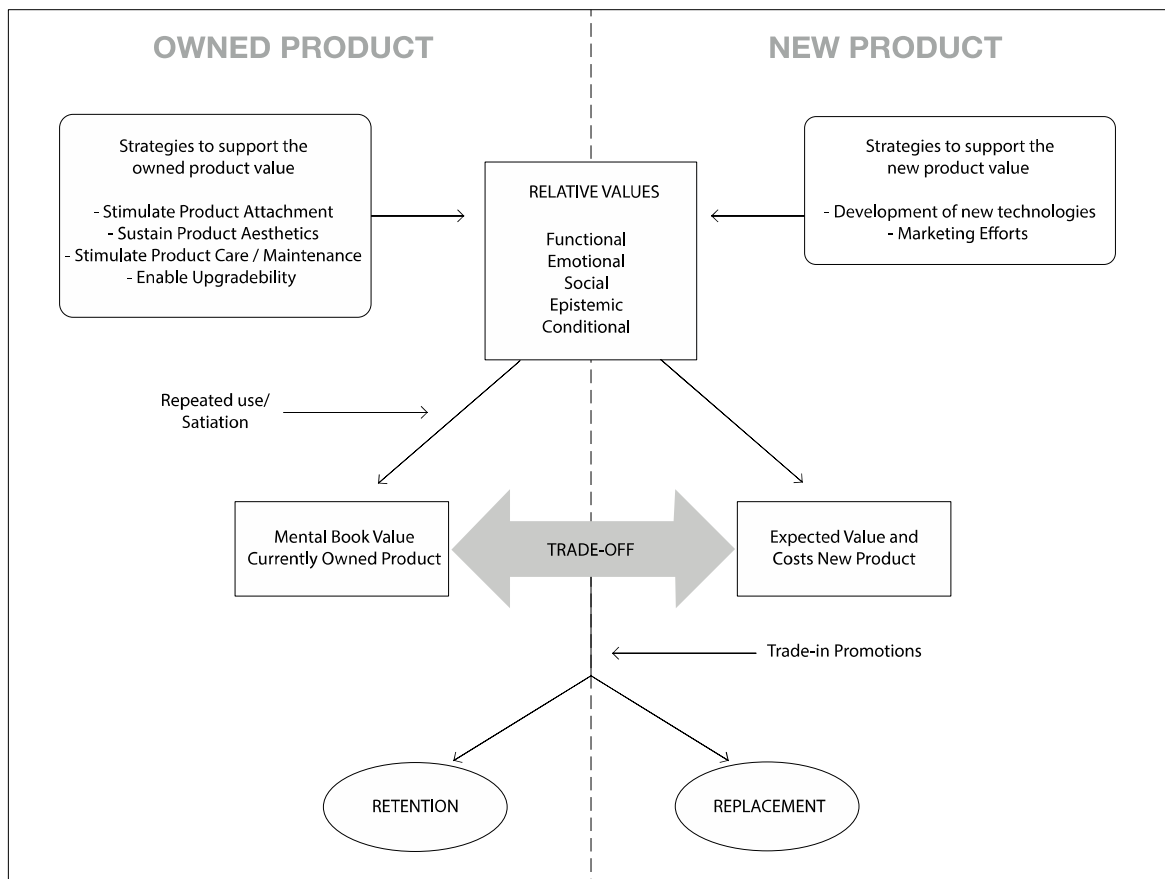 OWNED PRODUCT
NEW PRODUCT
Strategies to support the
owned product value
- Stimulate Product Attachment
- Sustain Product Aesthetics
- Stimulate Product Care / Maintenance
- Enable Upgradebility
RELATIVE VALUES
Functional
Emotional
Social
Epistemic
Conditional
Strategies to support the
new product value
- Development of new technologies
- Marketing Efforts
Repeated use/
Satiation
Mental Book Value
Currently Owned Product
TRADE-OFF
Expected Value and
Costs New Product
Trade-in Promotions
RETENTION
REPLACEMENT